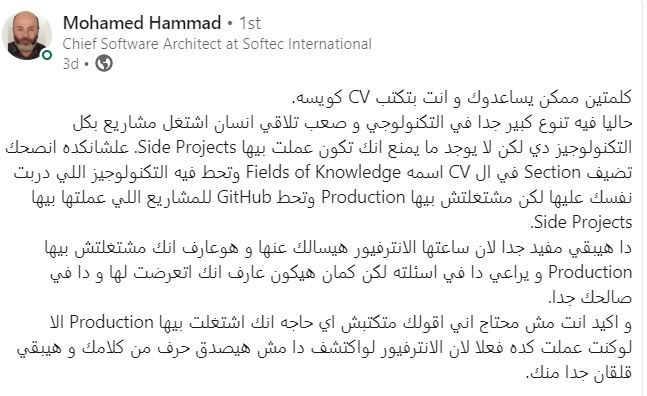 Mohamed Hammad • 1st
Chief Software Architect at Softec International
3d •
كلمتين ممكن يساعدوك و انت بتكتب CV كويسه.
حاليا فيه تنوع كبير جدا في التكنولوجي و صعب تلاقي انسان اشتغل مشاريع بكل
التكنولوجيز دي لكن لا يوجد ما يمنع انك تكون عملت بيها Side Projects. علشانكده انصحك
تضيف Section في ال CV اسمه Fields of Knowledge وتحط فيه التكنولوجيز اللي دربت
نفسك عليها لكن مشتغلتش بيها Production وتحط GitHub للمشاريع اللي عملتها بيها
Side Projects.
دا هيبقي مفيد جدا لان ساعتها الانترفيور هيسالك عنها و هوعارف انك مشتغلتش بيها
Production و يراعي دا في اسئلته لكن كمان هيكون عارف انك اتعرضت لها و دا في
صالحك جدا.
و اكيد انت مش محتاج اني اقولك متكتبش اي حاجه انك اشتغلت بيها Production الا
لوكنت عملت كده فعلا لان الانترفيور لواكتشف دا مش هيصدق حرف من كلامك و هيبقي
قلقان جدا منك.